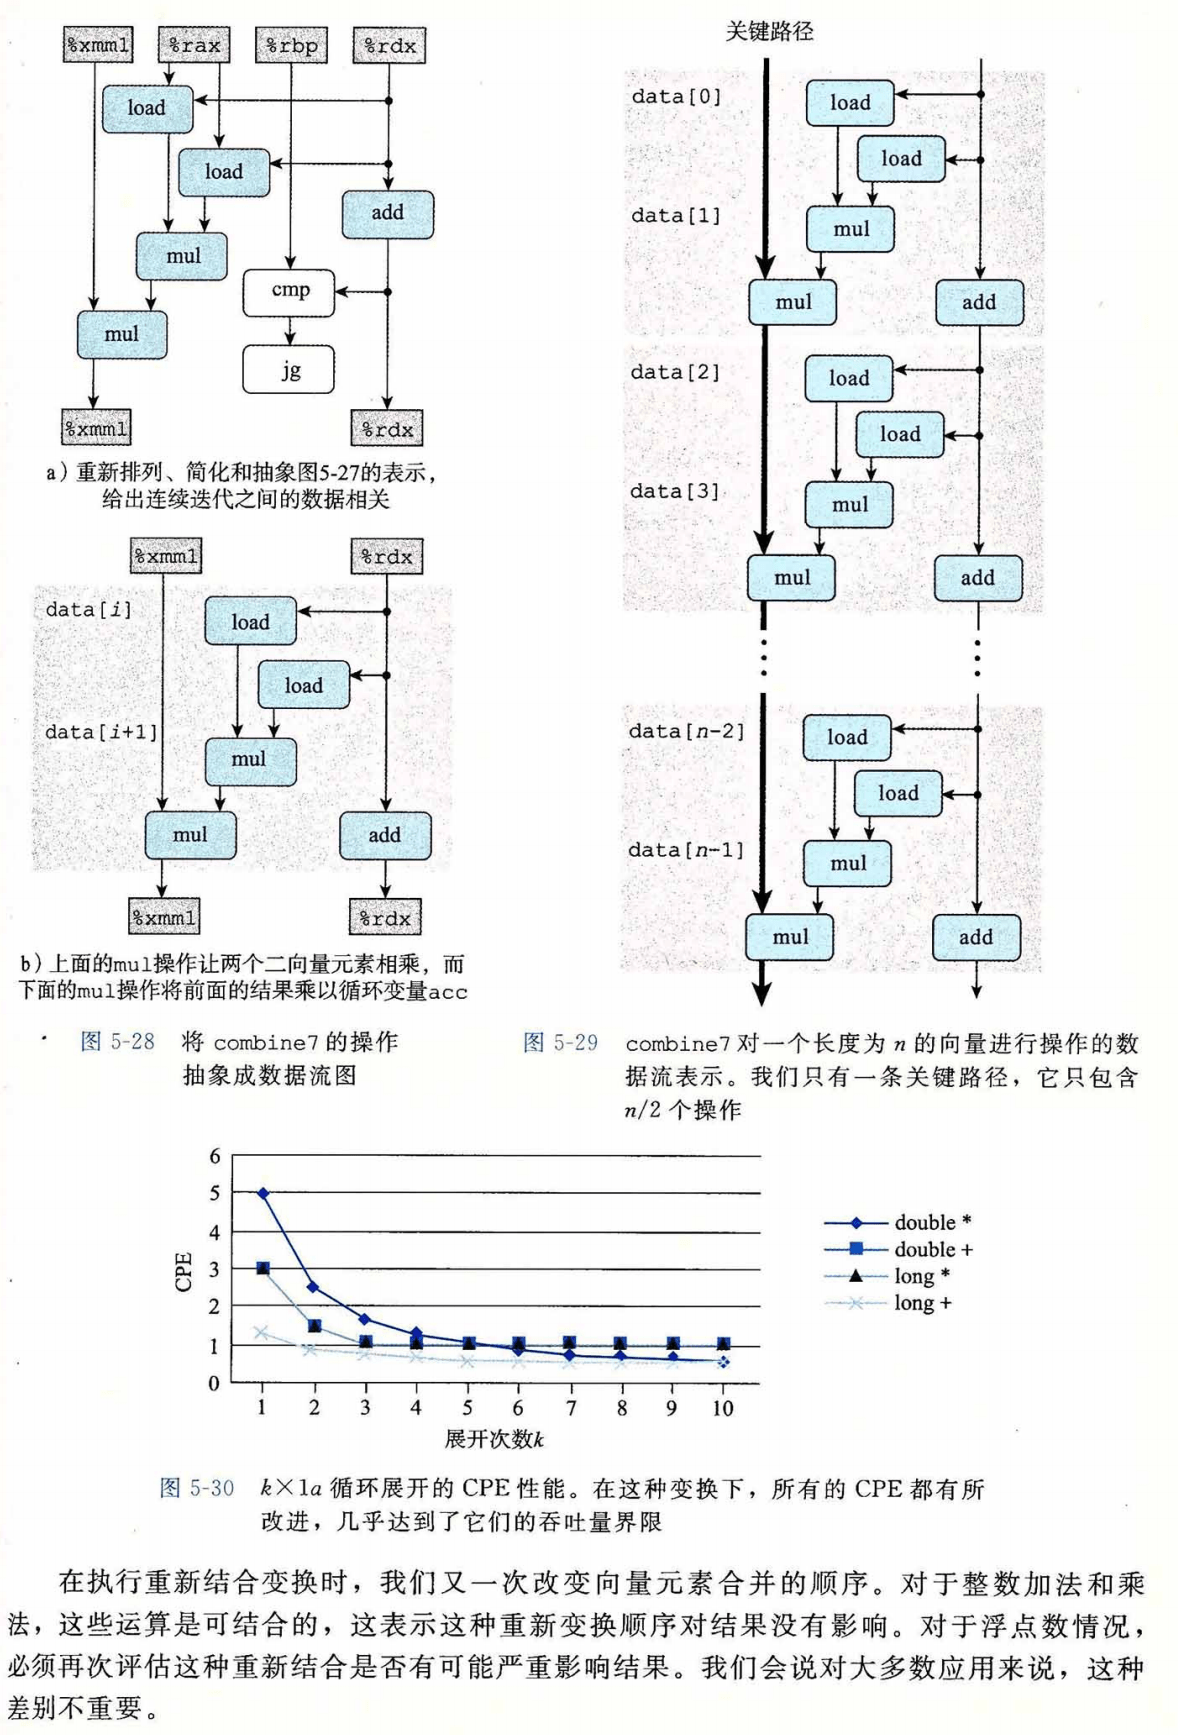 %xmm1 %rax %rbp %rdx
load
load
add
mul
cmp
mul
jg
%xmm1 %rdx
a）重新排列、简化和抽象图5-27的表示，
给出连续迭代之间的数据相关
%xmm1 %rdx
data[i]
load
load
data[i+1]
mul
mul add
%xmm1 %rdx
b）上面的mul操作让两个二向量元素相乘，而
下面的mul操作将前面的结果乘以循环变量acc
图 5-28 将 combine7 的操作
抽象成数据流图
关键路径
data[0] load
load
data[1] mul
mul add
data[2] load
load
data[3] mul
mul add
data[n-2] load
load
data[n-1] mul
mul add
图 5-29 combine7 对一个长度为 n 的向量进行操作的数
据流表示。我们只有一条关键路径，它只包含
n/2 个操作
6
5
4
3
2
1
0
CPE
1 2 3 4 5 6 7 8 9 10
展开次数k
double *
double +
long *
long +
图 5-30 k×1a 循环展开的 CPE 性能。在这种变换下，所有的 CPE 都有所
改进，几乎达到了它们的吞吐量界限
在执行重新结合变换时，我们又一次改变向量元素合并的顺序。对于整数加法和乘
法，这些运算是可结合的，这表示这种重新变换顺序对结果没有影响。对于浮点数情况，
必须再次评估这种重新结合是否有可能严重影响结果。我们会说对大多数应用来说，这种
差别不重要。